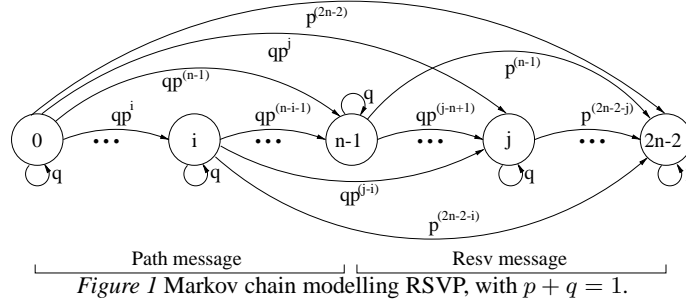 p^(2n-2)
qp^j
qp^(n-1)
p^(n-1)
q
qp^i
qp^(n-i-1)
qp^(j-n+1)
p^(2n-2-j)
0 ••• i ••• n-1 ••• j ••• 2n-2
q q q
qp^(j-i)
p^(2n-2-i)
Path message Resv message
Figure 1 Markov chain modelling RSVP, with p + q = 1.